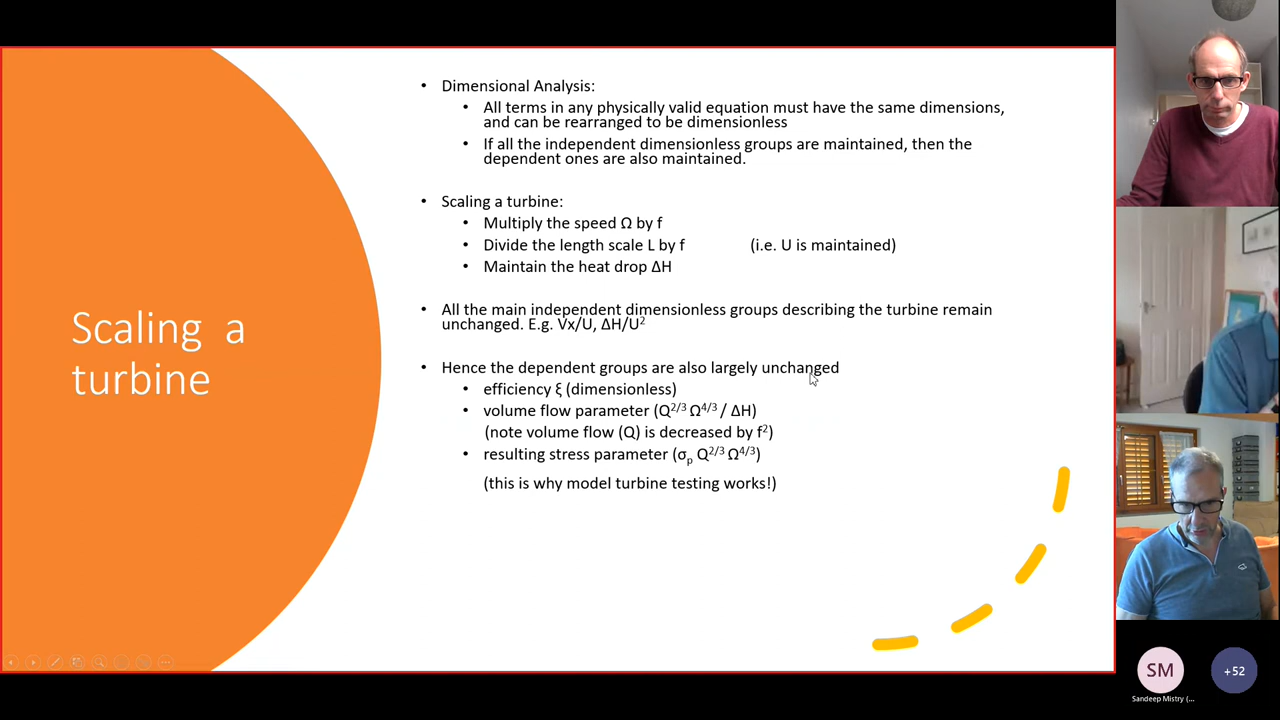 Scaling a
turbine
• Dimensional Analysis:
• All terms in any physically valid equation must have the same dimensions,
and can be rearranged to be dimensionless
• If all the independent dimensionless groups are maintained, then the
dependent ones are also maintained.
• Scaling a turbine:
• Multiply the speed Ω by f
• Divide the length scale L by f (i.e. U is maintained)
• Maintain the heat drop ΔH
• All the main independent dimensionless groups describing the turbine remain
unchanged. E.g. Vx/U, ΔH/U²
• Hence the dependent groups are also largely unchanged
• efficiency ξ (dimensionless)
• volume flow parameter (Q^2/3 Ω^4/3 / ΔH)
(note volume flow (Q) is decreased by f²)
• resulting stress parameter (σₚ Q^2/3 Ω^4/3)
(this is why model turbine testing works!)
SM
+52
Sandeep Mistry (...